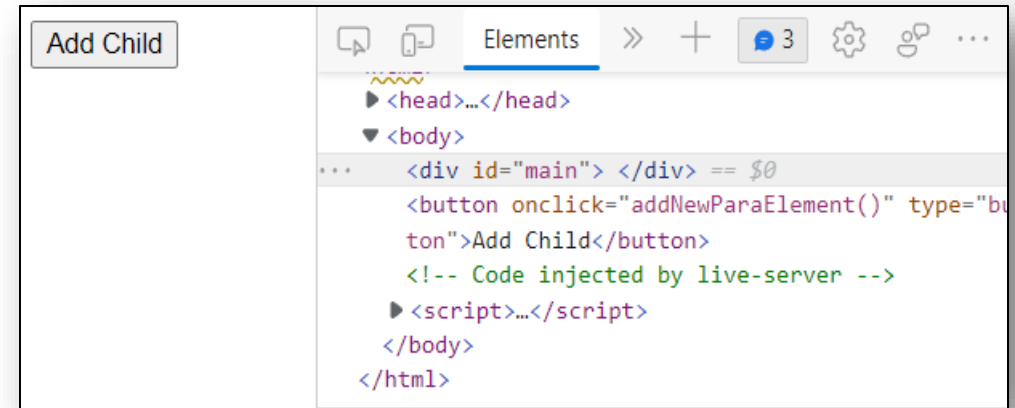 Add Child
Elements
3
<head>…</head>
<body>
<div id="main"> </div> == $0
<button onclick="addNewParaElement()" type="bu
ton">Add Child</button>
<!-- Code injected by live-server -->
<script>…</script>
</body>
</html>